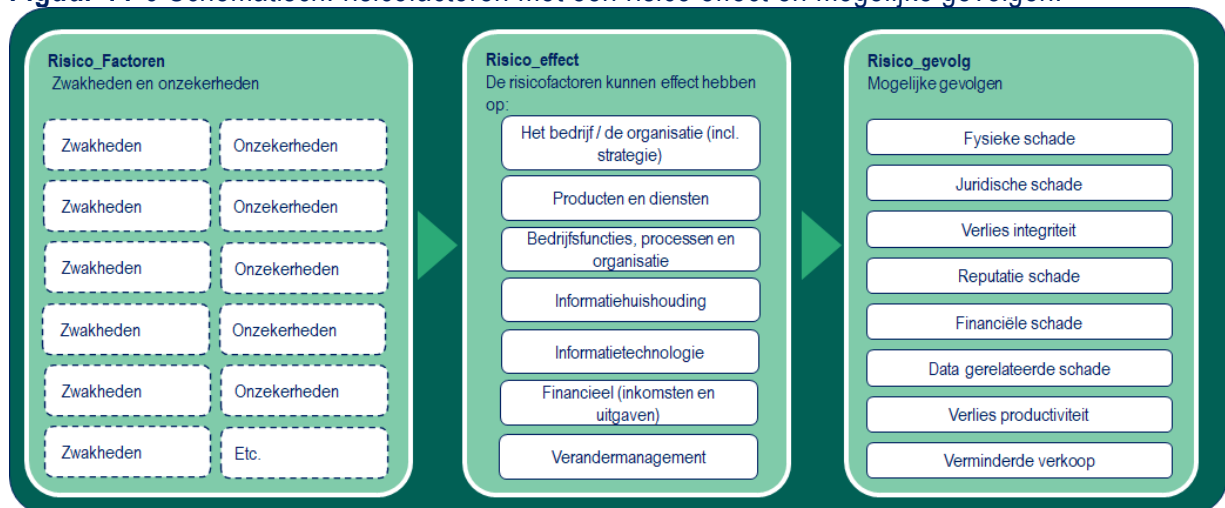 Risico_Factoren
Zwakheden en onzekerheden
Zwakheden
Onzekerheden
Zwakheden
Onzekerheden
Zwakheden
Onzekerheden
Zwakheden
Onzekerheden
Zwakheden
Onzekerheden
Zwakheden
Etc.
Risico_effect
De risicofactoren kunnen effect hebben
op:
Het bedrijf / de organisatie (incl.
strategie)
Producten en diensten
Bedrijfsfuncties, processen en
organisatie
Informatiehuishouding
Informatietechnologie
Financieel (inkomsten en
uitgaven)
Verandermanagement
Risico_gevolg
Mogelijke gevolgen
Fysieke schade
Juridische schade
Verlies integriteit
Reputatie schade
Financiële schade
Data gerelateerde schade
Verlies productiviteit
Verminderde verkoop